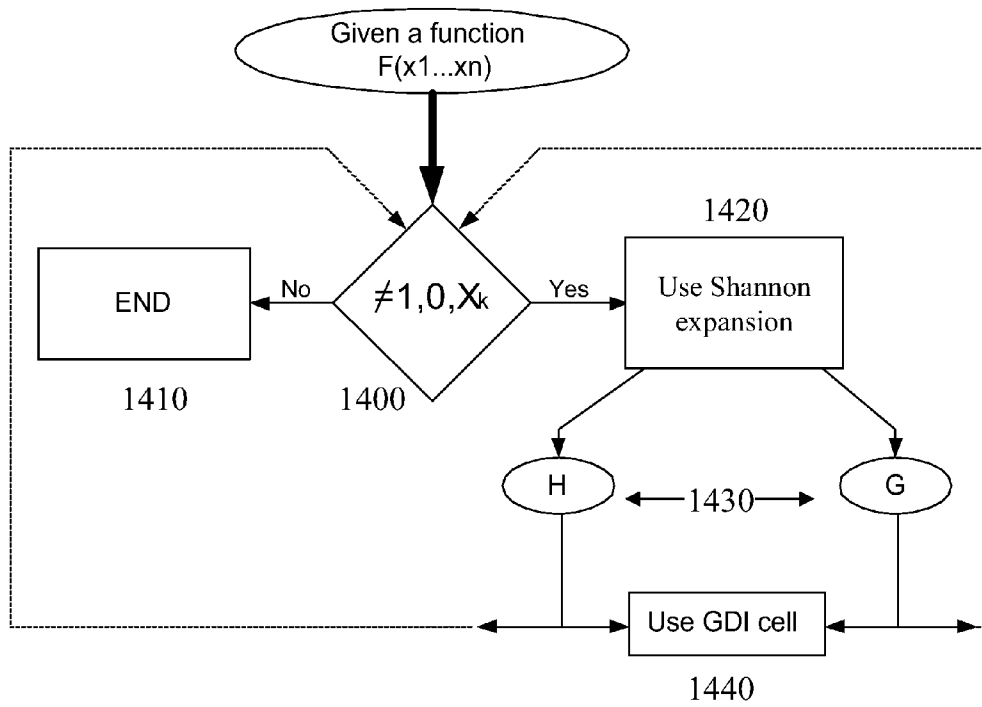 Given a function
F(x1...xn)
1420
END
No
≠1,0,Xk
Yes
Use Shannon
expansion
1410
1400
H
1430
G
Use GDI cell
1440